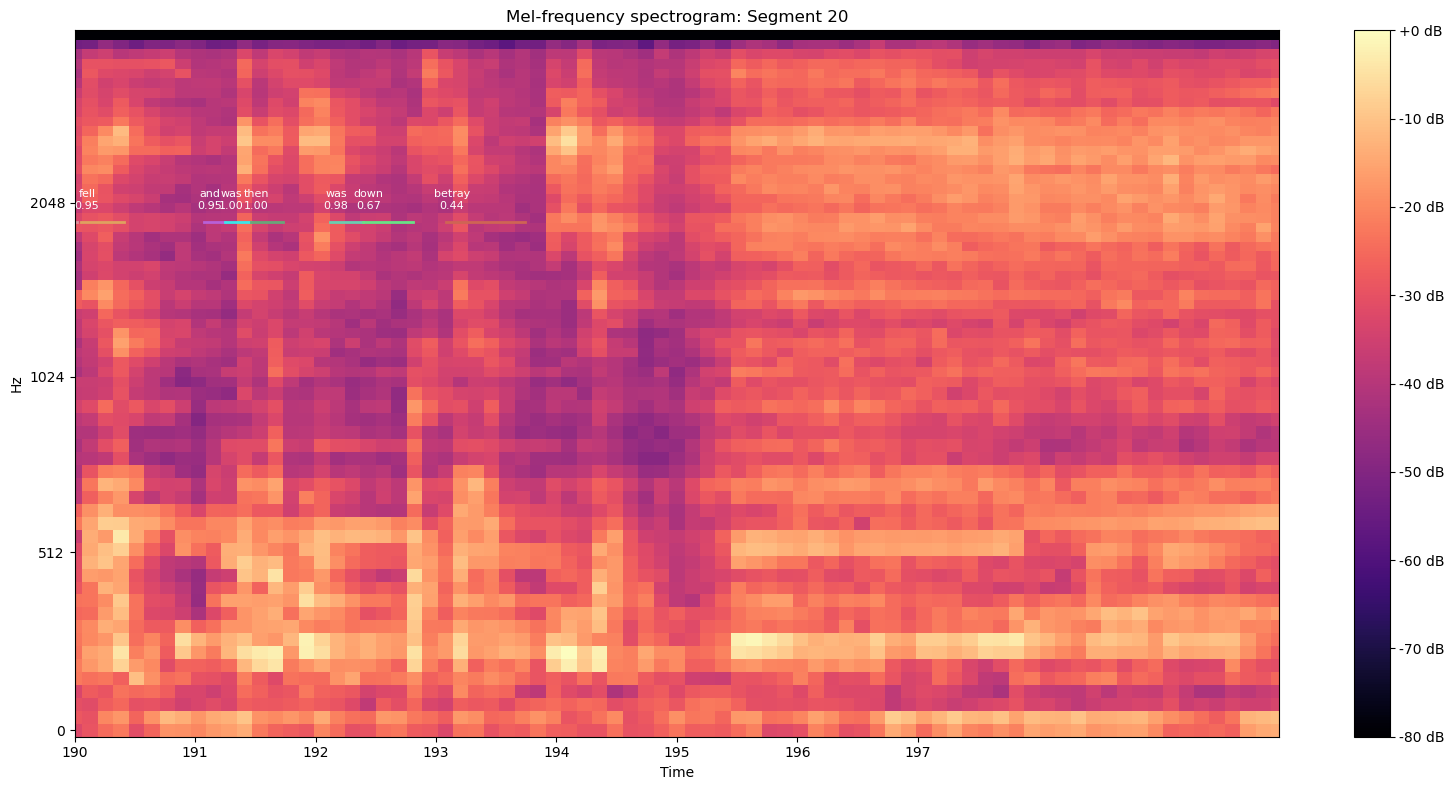 Mel-frequency spectrogram: Segment 20
+0 dB
-10 dB
-20 dB
-30 dB
-40 dB
-50 dB
-60 dB
-70 dB
-80 dB
Hz
2048
1024
512
0
fell and was then was down betray
0.95 0.95 1.00 1.00 0.98 0.67 0.44
190 191 192 193 194 195 196 197
Time